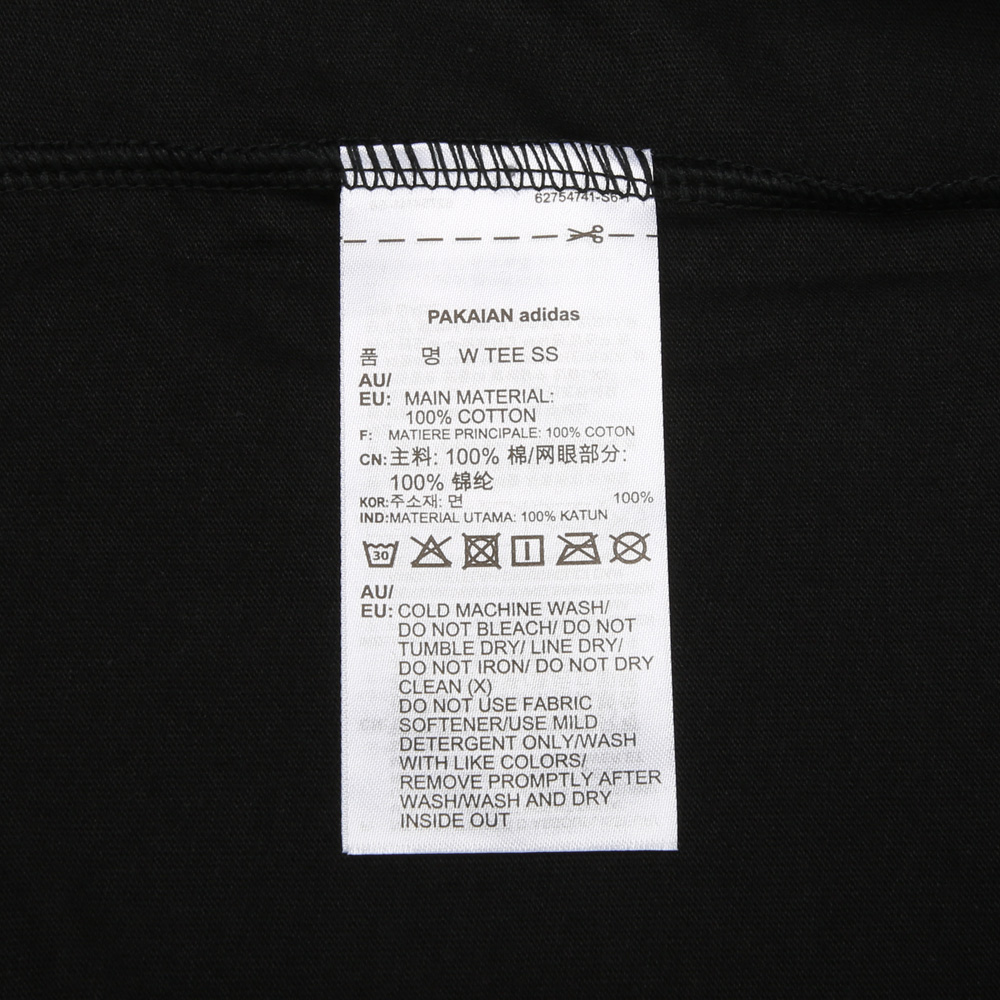 62754741-S6-1
PAKAIAN adidas
품 명 W TEE SS
AU/
EU: MAIN MATERIAL:
100% COTTON
F: MATIERE PRINCIPALE: 100% COTON
CN:主料: 100% 棉/网眼部分:
100% 锦纶
KOR:주소재: 면 100%
IND:MATERIAL UTAMA: 100% KATUN
30
AU/
EU: COLD MACHINE WASH/
DO NOT BLEACH/ DO NOT
TUMBLE DRY/ LINE DRY/
DO NOT IRON/ DO NOT DRY
CLEAN (X)
DO NOT USE FABRIC
SOFTENER/USE MILD
DETERGENT ONLY/WASH
WITH LIKE COLORS/
REMOVE PROMPTLY AFTER
WASH/WASH AND DRY
INSIDE OUT